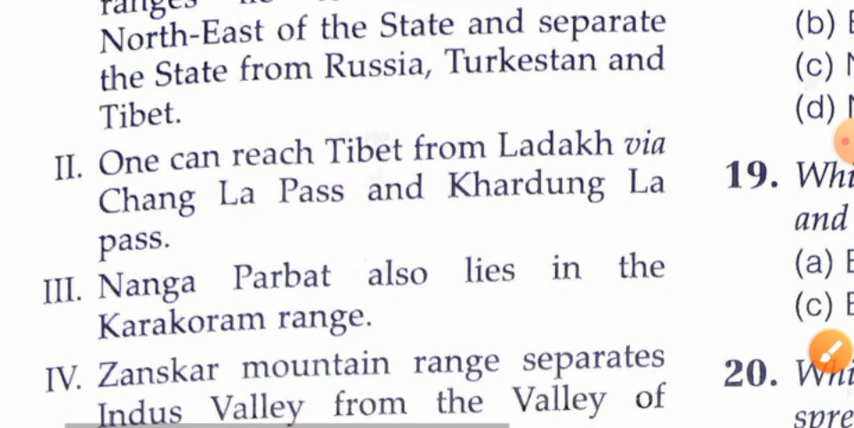 ranges
North-East of the State and separate
the State from Russia, Turkestan and
Tibet.
II. One can reach Tibet from Ladakh via
Chang La Pass and Khardung La
pass.
III. Nanga Parbat also lies in the
Karakoram range.
IV. Zanskar mountain range separates
Indus Valley from the Valley of
(b)
(c)
(d)
19.
and
(a)
(c)
20.